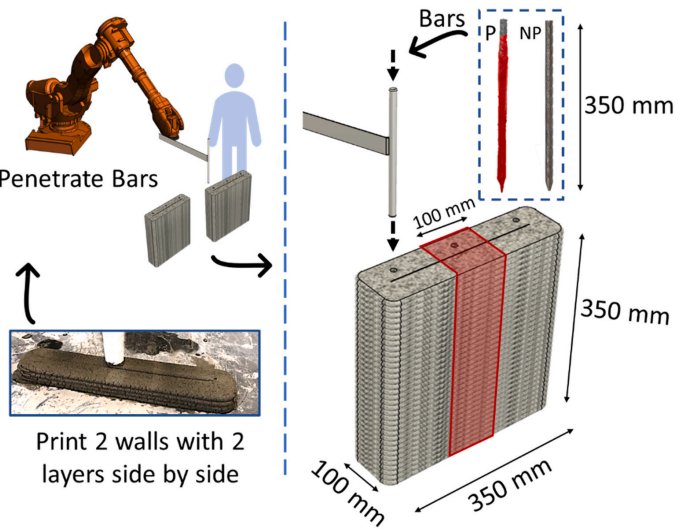 Penetrate Bars
Print 2 walls with 2
layers side by side
Bars
P NP
350 mm
100 mm
350 mm
100 mm
350 mm